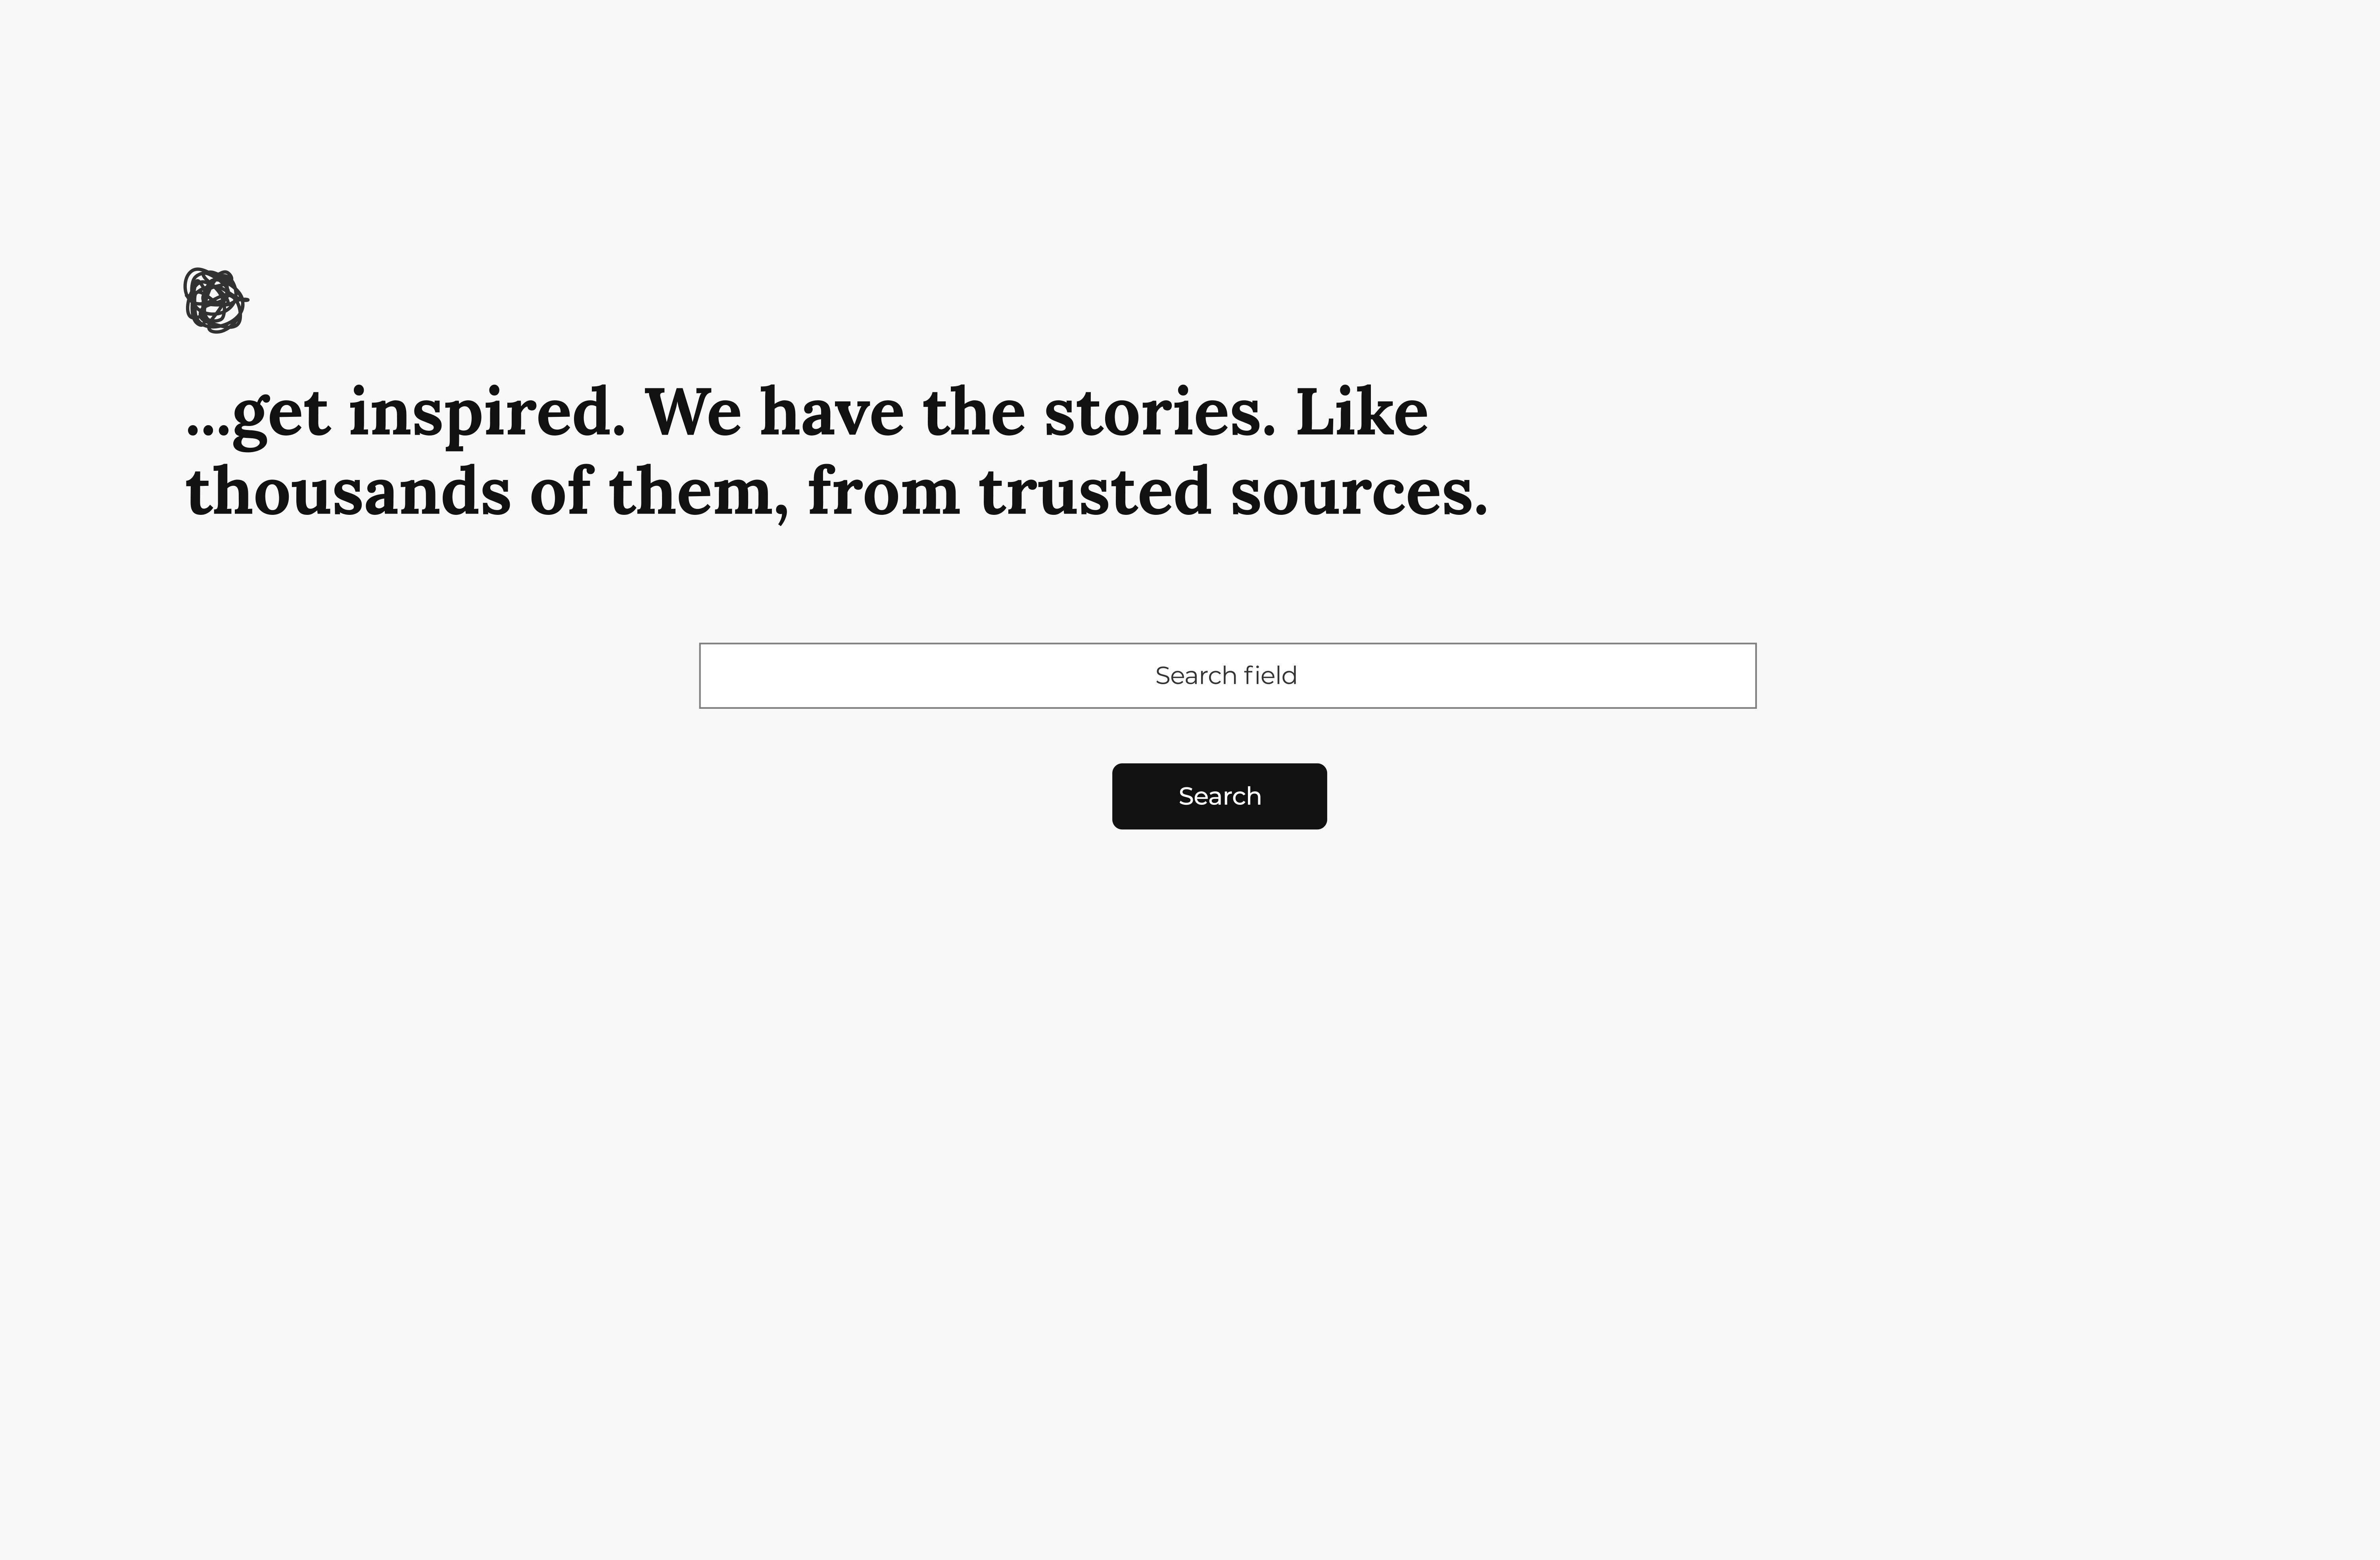 ...get inspired. We have the stories. Like
thousands of them, from trusted sources.
Search field
Search